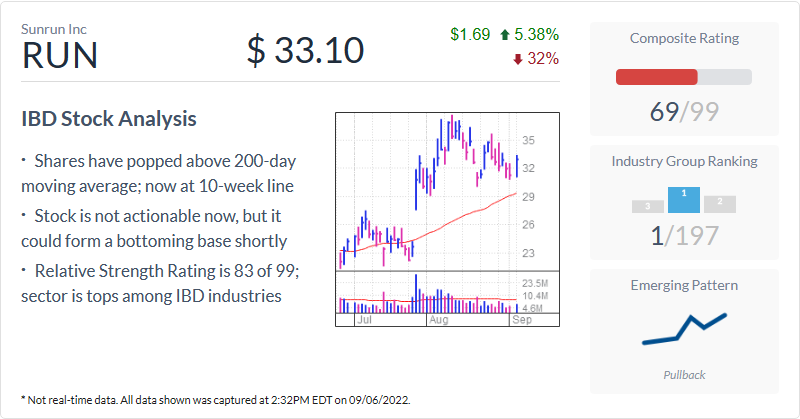 Sunrun Inc
RUN
$ 33.10
$1.69 5.38%
32%
IBD Stock Analysis
· Shares have popped above 200-day
moving average; now at 10-week line
· Stock is not actionable now, but it
could form a bottoming base shortly
· Relative Strength Rating is 83 of 99;
sector is tops among IBD industries
35
32
29
26
23
23.5M
10.4M
4.6M
Jul Aug Sep
* Not real-time data. All data shown was captured at 2:32PM EDT on 09/06/2022.
Composite Rating
69/99
Industry Group Ranking
3 1 2
1/197
Emerging Pattern
Pullback